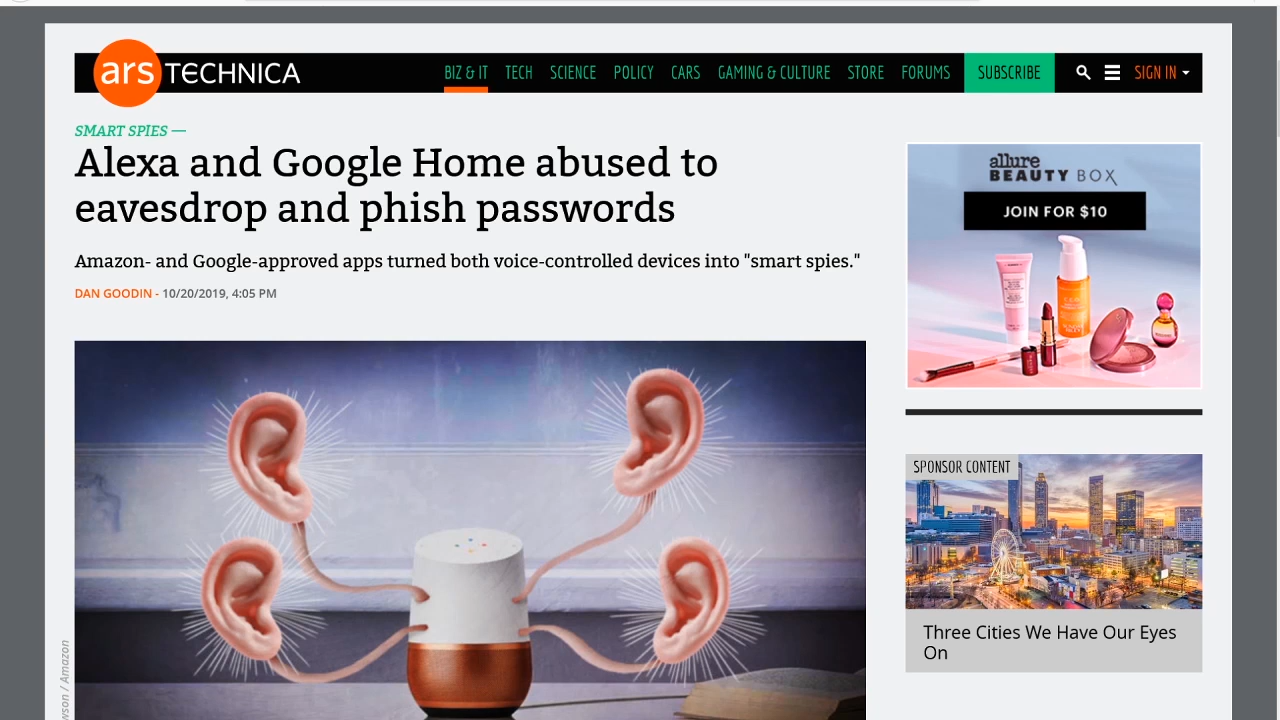 ars TECHNICA
BIZ & IT TECH SCIENCE POLICY CARS GAMING & CULTURE STORE FORUMS SUBSCRIBE SIGN IN
SMART SPIES —
Alexa and Google Home abused to
eavesdrop and phish passwords
Amazon- and Google-approved apps turned both voice-controlled devices into "smart spies."
DAN GOODIN - 10/20/2019, 4:05 PM
/ Amazon
allure
BEAUTY BOX
JOIN FOR $10
SPONSOR CONTENT
Three Cities We Have Our Eyes
On